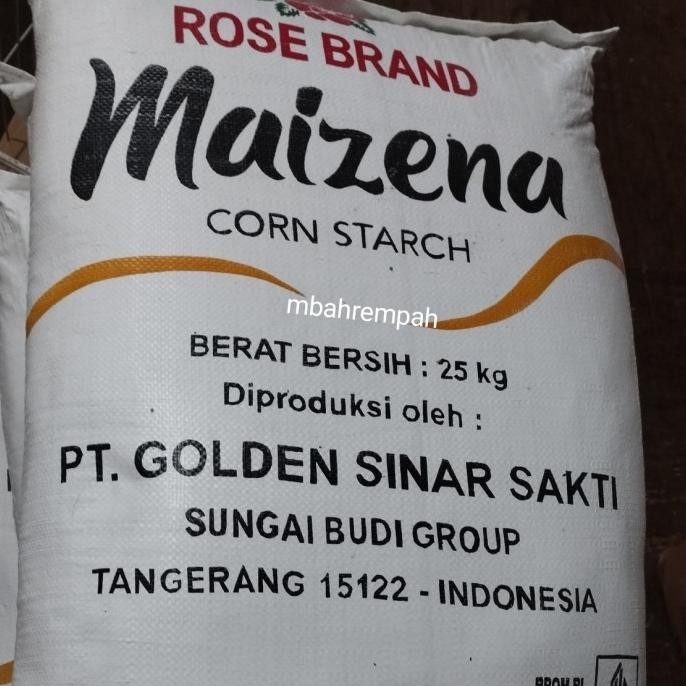 ROSE BRAND
Maizena
CORN STARCH
mbahrempah
BERAT BERSIH : 25 kg
Diproduksi oleh :
PT. GOLDEN SINAR SAKTI
SUNGAI BUDI GROUP
TANGERANG 15122 - INDONESIA